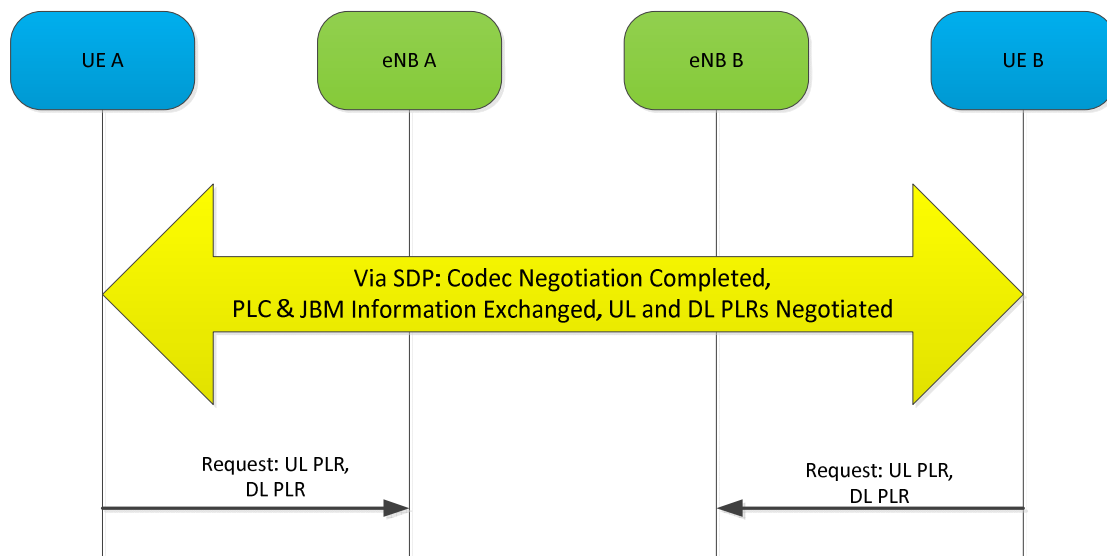 UE A
eNB A
eNB B
UE B
Via SDP: Codec Negotiation Completed,
PLC & JBM Information Exchanged, UL and DL PLRs Negotiated
Request: UL PLR,
DL PLR
Request: UL PLR,
DL PLR